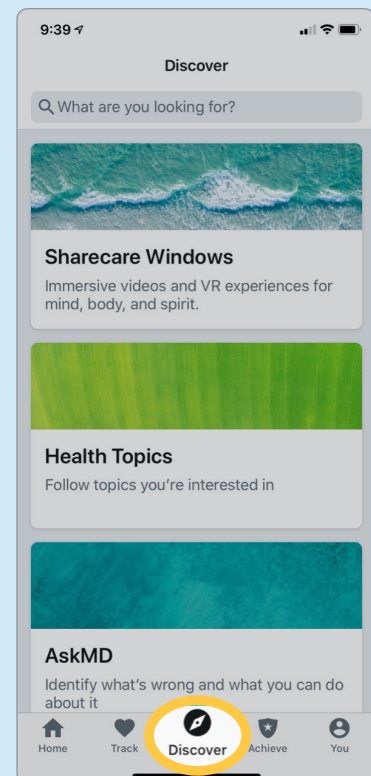 9:39
Discover
What are you looking for?
Sharecare Windows
Immersive videos and VR experiences for
mind, body, and spirit.
Health Topics
Follow topics you're interested in
AskMD
Identify what's wrong and what you can do
about it
Home Track Discover Achieve You